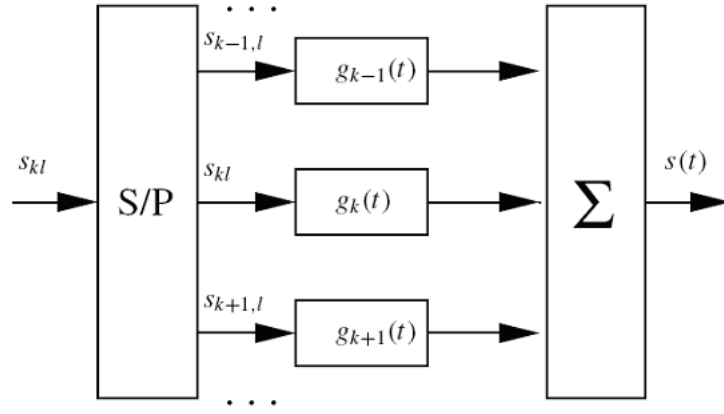 . . .
s_{k−1,l}
g_{k−1}(t)
s_{kl}
S/P
s_{kl}
g_k(t)
Σ
s(t)
s_{k+1,l}
g_{k+1}(t)
. . .